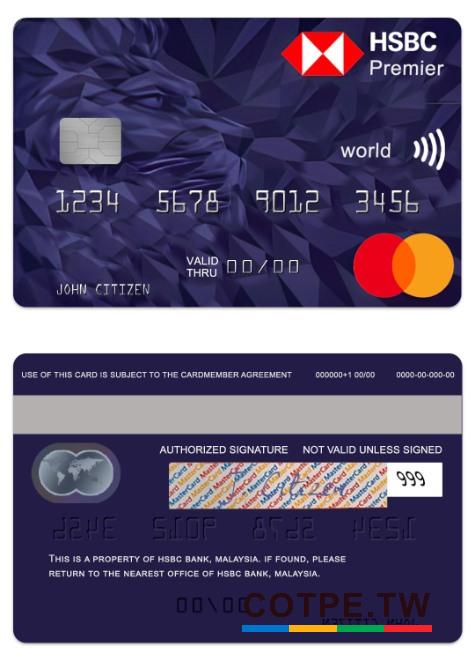 HSBC
Premier
world
1234 5678 9012 3456
VALID THRU 00/00
JOHN CITIZEN
USE OF THIS CARD IS SUBJECT TO THE CARDMEMBER AGREEMENT 000000+1 00/00 0000-00-000-00
AUTHORIZED SIGNATURE NOT VALID UNLESS SIGNED
MasterCard
999
THIS IS A PROPERTY OF HSBC BANK, MALAYSIA. IF FOUND, PLEASE
RETURN TO THE NEAREST OFFICE OF HSBC BANK, MALAYSIA.
COTPE.TW